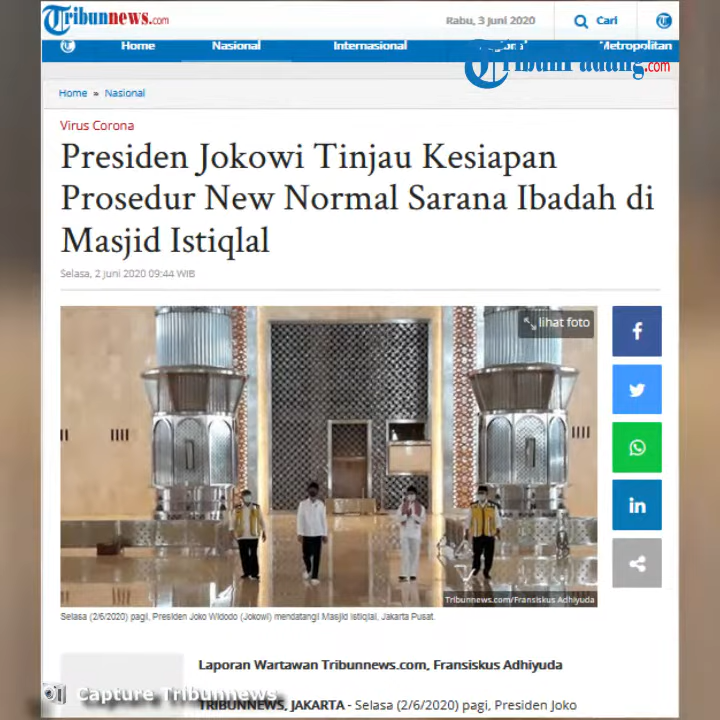 Tribunnews.com
Rabu, 3 Juni 2020
Cari
Home
Nasional
Internasional
Regional
Metropolitan
TribunPadang.com
Home » Nasional
Virus Corona
Presiden Jokowi Tinjau Kesiapan
Prosedur New Normal Sarana Ibadah di
Masjid Istiqlal
Selasa, 2 Juni 2020 09:44 WIB
lihat foto
Tribunnews.com/Fransiskus Adhiyuda
Selasa (2/6/2020) pagi, Presiden Joko Widodo (Jokowi) mendatangi Masjid Istiqlal, Jakarta Pusat.
Laporan Wartawan Tribunnews.com, Fransiskus Adhiyuda
Capture Tribunnews
TRIBUNNEWS, JAKARTA - Selasa (2/6/2020) pagi, Presiden Joko